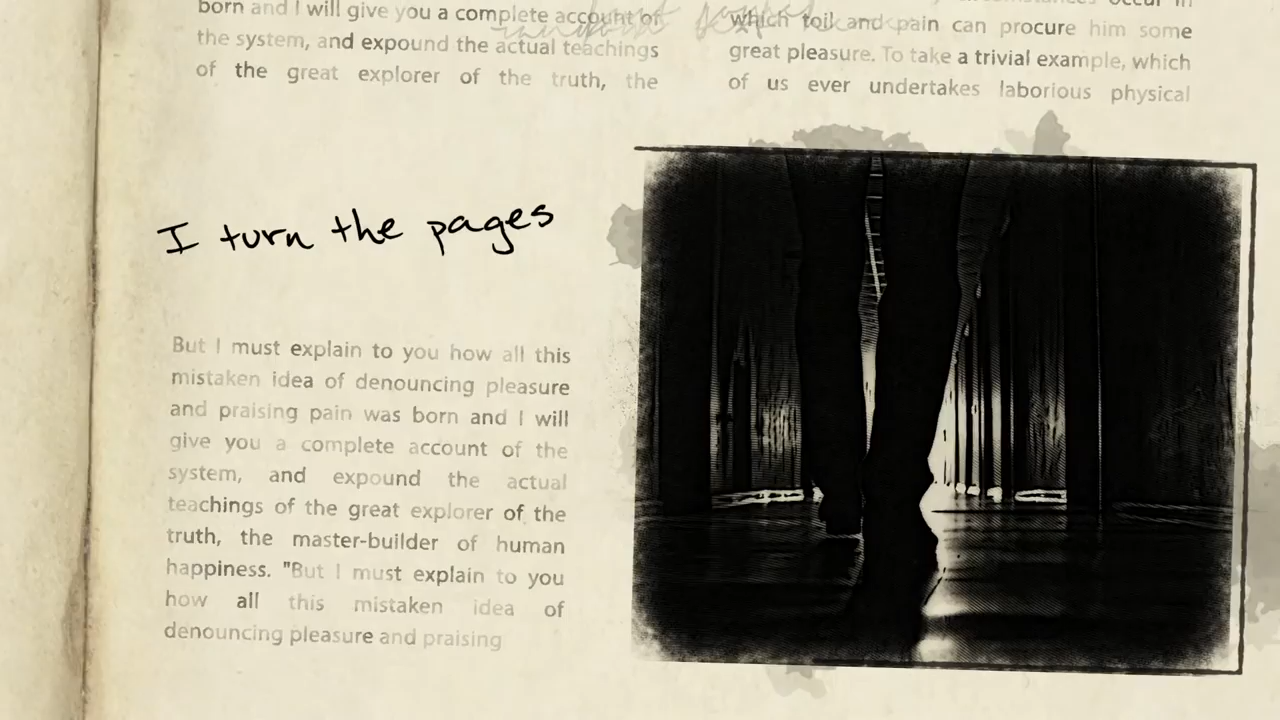 born and I will give you a complete account of
the system, and expound the actual teachings
of the great explorer of the truth, the
which toil and pain can procure him some
great pleasure. To take a trivial example, which
of us ever undertakes laborious physical
I turn the pages
But I must explain to you how all this
mistaken idea of denouncing pleasure
and praising pain was born and I will
give you a complete account of the
system, and expound the actual
teachings of the great explorer of the
truth, the master-builder of human
happiness. "But I must explain to you
how all this mistaken idea of
denouncing pleasure and praising